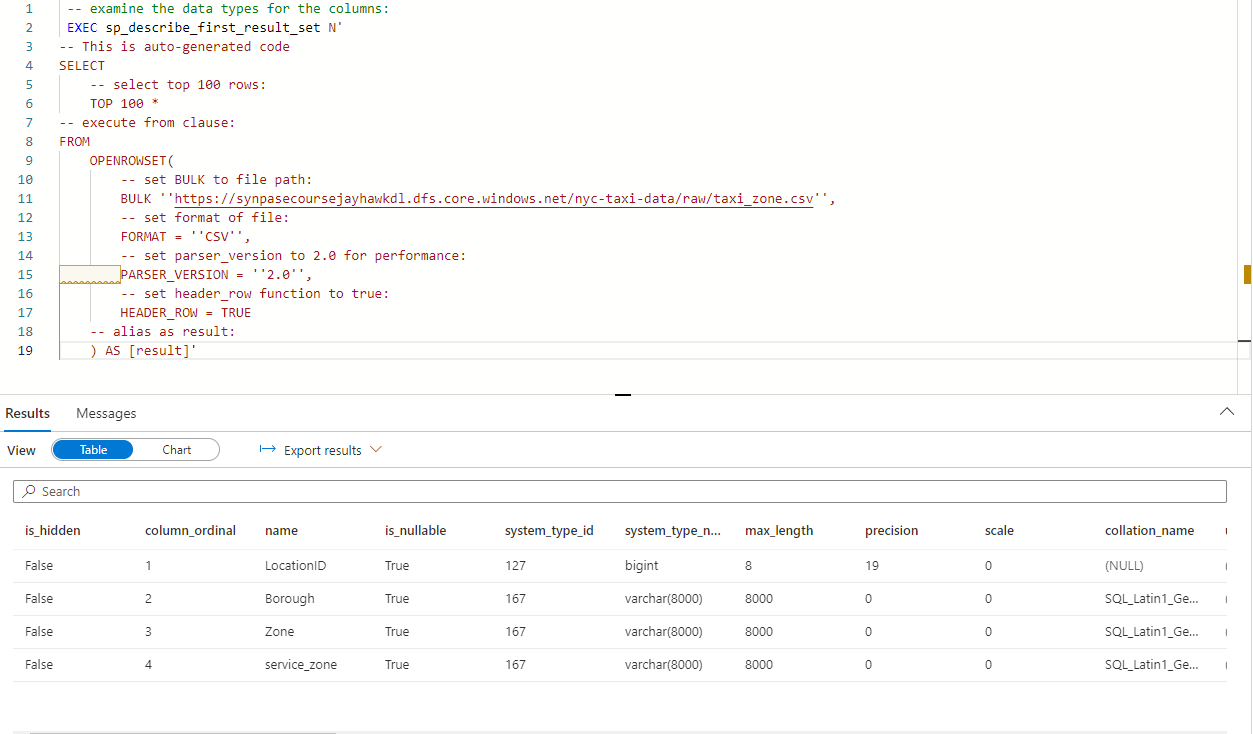 1 -- examine the data types for the columns:
2 EXEC sp_describe_first_result_set N'
3 -- This is auto-generated code
4 SELECT
5 -- select top 100 rows:
6 TOP 100 *
7 -- execute from clause:
8 FROM
9 OPENROWSET(
10 -- set BULK to file path:
11 BULK ''https://synpasecoursejayhawkdl.dfs.core.windows.net/nyc-taxi-data/raw/taxi_zone.csv'',
12 -- set format of file:
13 FORMAT = ''CSV'',
14 -- set parser_version to 2.0 for performance:
15 PARSER_VERSION = ''2.0'',
16 -- set header_row function to true:
17 HEADER_ROW = TRUE
18 -- alias as result:
19 ) AS [result]'
Results Messages
View Table Chart Export results
Search
is_hidden column_ordinal name is_nullable system_type_id system_type_n... max_length precision scale collation_name
False 1 LocationID True 127 bigint 8 19 0 (NULL)
False 2 Borough True 167 varchar(8000) 8000 0 0 SQL_Latin1_Ge...
False 3 Zone True 167 varchar(8000) 8000 0 0 SQL_Latin1_Ge...
False 4 service_zone True 167 varchar(8000) 8000 0 0 SQL_Latin1_Ge...